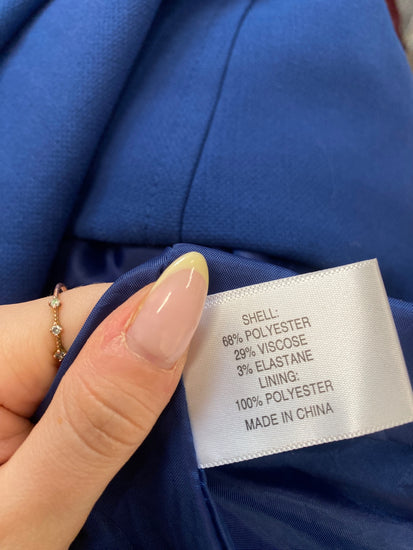 SHELL:
68% POLYESTER
29% VISCOSE
3% ELASTANE
LINING:
100% POLYESTER
MADE IN CHINA